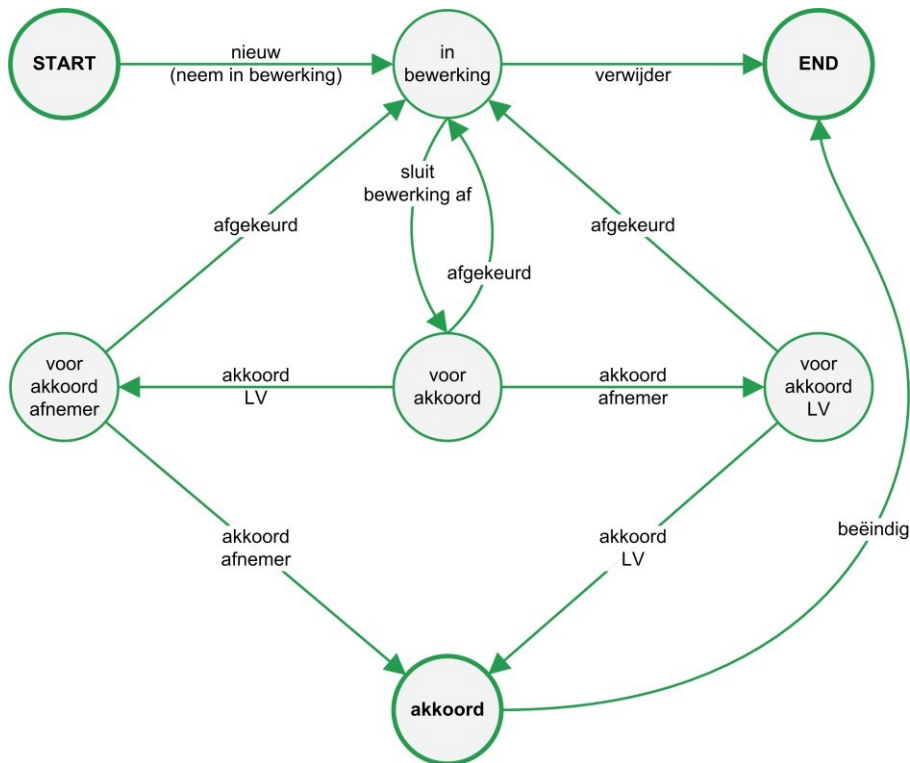 START
nieuw
(neem in bewerking)
in
bewerking
verwijder
END
sluit
bewerking af
afgekeurd
afgekeurd
afgekeurd
voor
akkoord
afnemer
akkoord
LV
voor
akkoord
akkoord
afnemer
voor
akkoord
LV
akkoord
afnemer
akkoord
LV
beëindig
akkoord